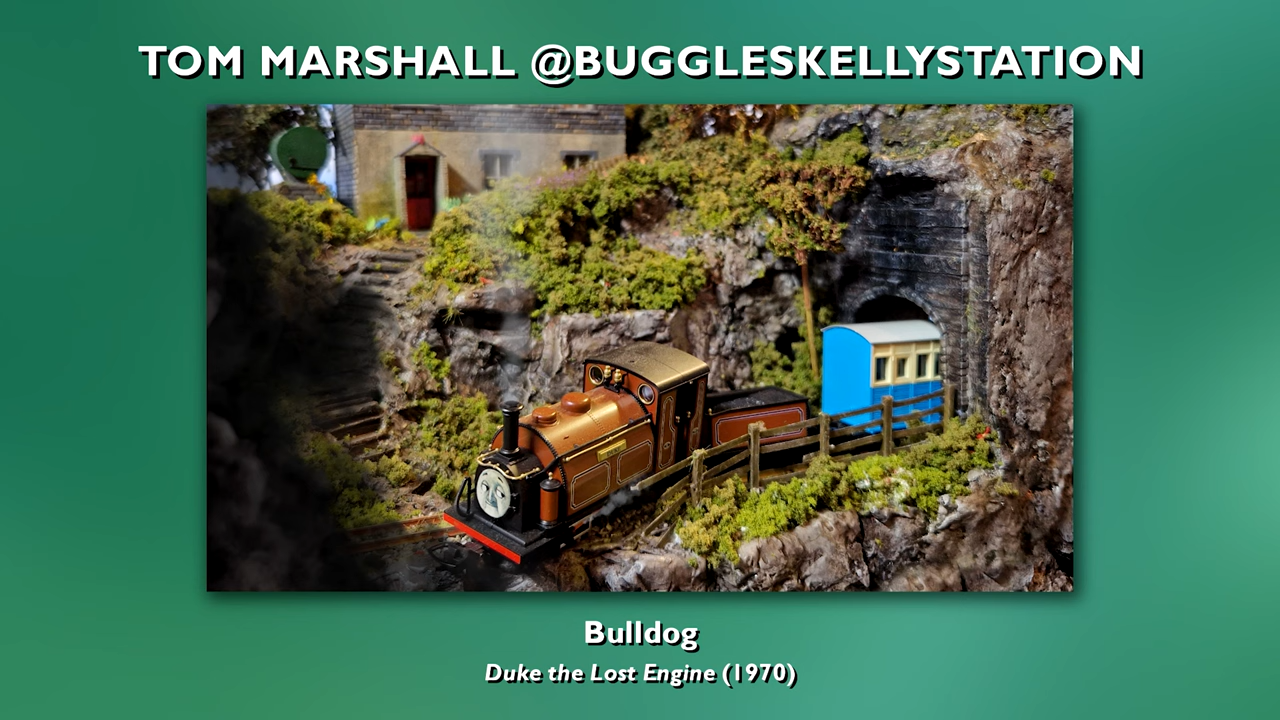 TOM MARSHALL @BUGGLESKELLYSTATION
Bulldog
Duke the Lost Engine (1970)